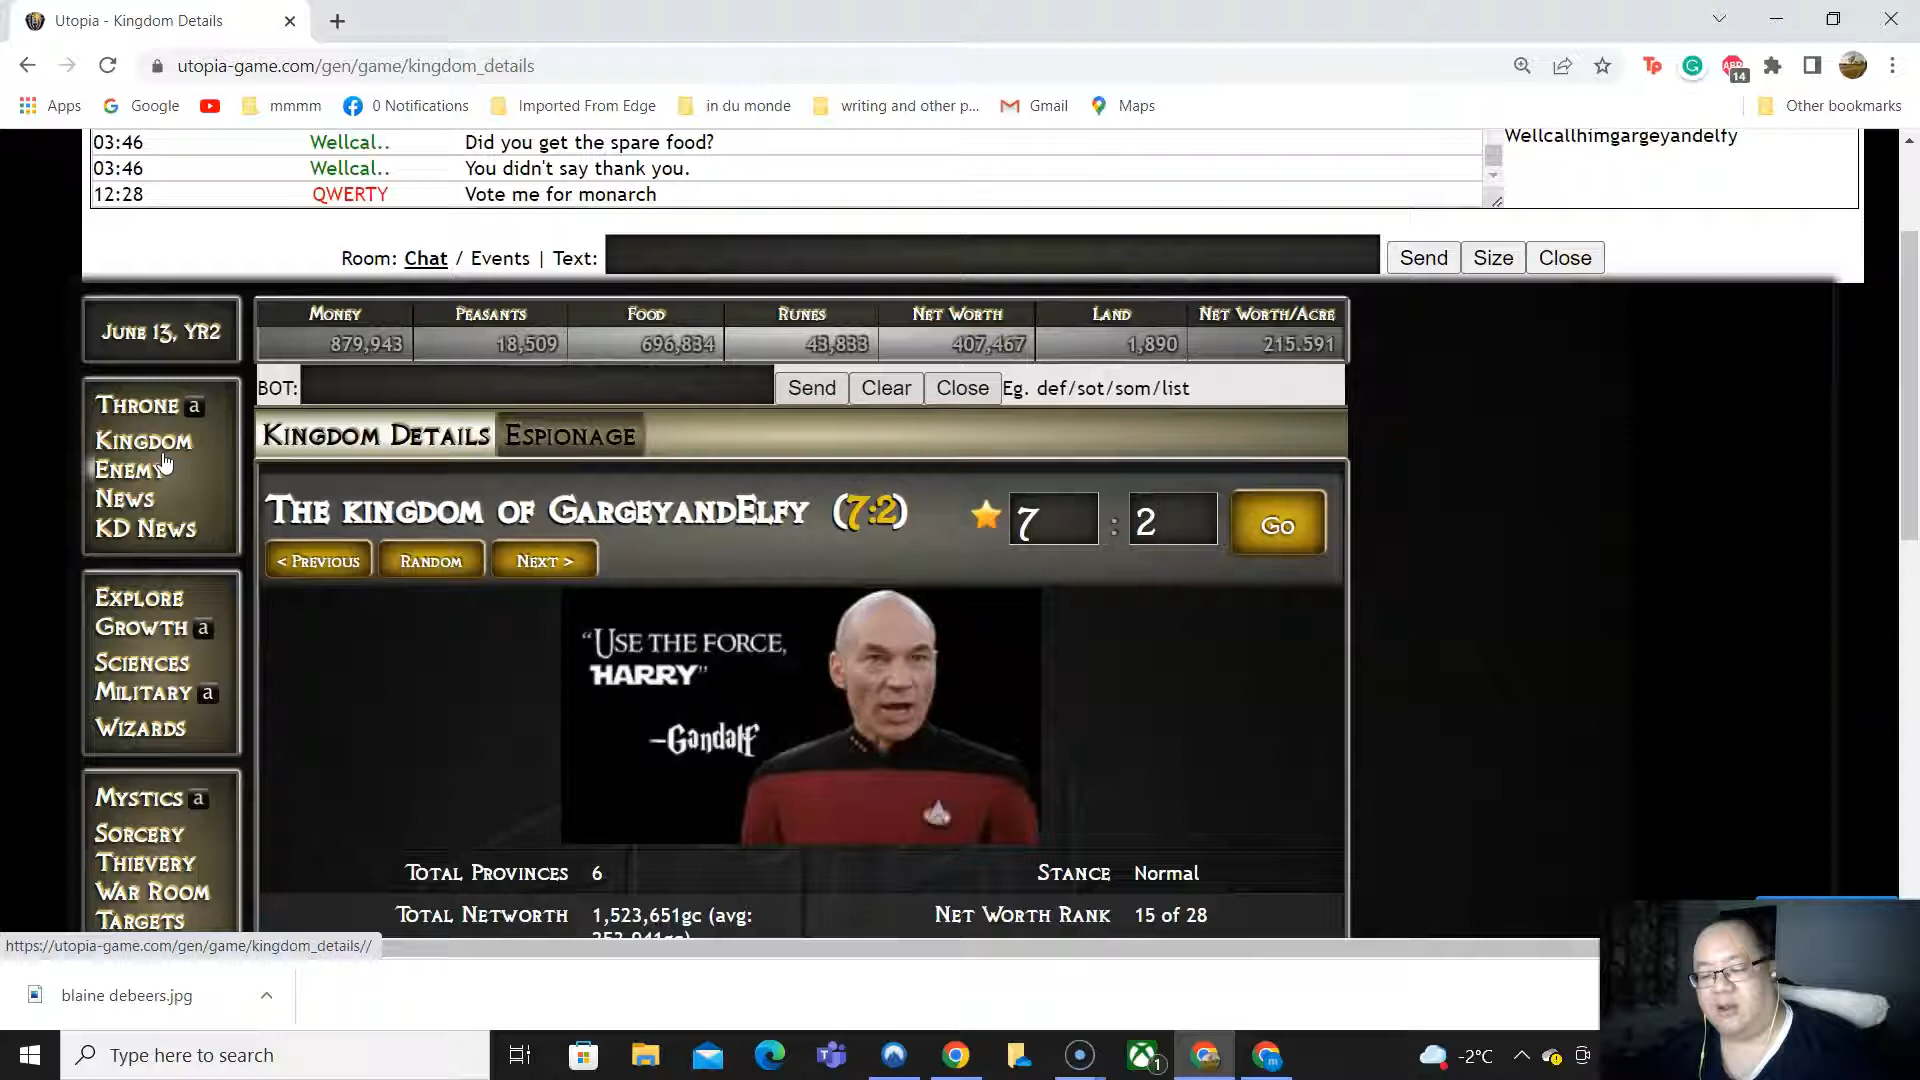 Utopia - Kingdom Details
utopia-game.com/gen/game/kingdom_details
Apps Google mmmm 0 Notifications Imported From Edge in du monde writing and other p... Gmail Maps Other bookmarks
03:46 Wellcal.. Did you get the spare food?
Wellcallhimgargeyandelfy
03:46 Wellcal.. You didn't say thank you.
12:28 QWERTY Vote me for monarch
Room: Chat / Events | Text: Send Size Close
June 13, YR2
Money Peasants Food Runes Net Worth Land Net Worth/Acre
879,943 18,509 696,834 43,833 407,467 1,890 215.591
BOT: Send Clear Close Eg. def/sot/som/list
Throne a
Kingdom
Enemy
News
KD News
Explore
Growth a
Sciences
Military a
Wizards
Mystics a
Sorcery
Thievery
War Room
Targets
Kingdom Details Espionage
The kingdom of GargeyandElfy (7:2) 7 : 2 Go
< Previous Random Next >
"Use the Force,
Harry"
-Gandalf
Total Provinces 6 Stance Normal
Total Networth 1,523,651gc (avg: Net Worth Rank 15 of 28
https://utopia-game.com/gen/game/kingdom_details//
blaine debeers.jpg
Type here to search
-2°C